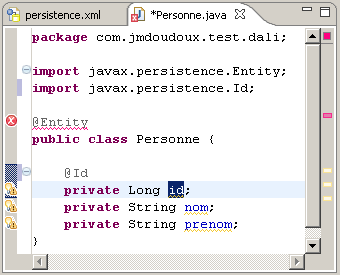 persistence.xml *Personne.java
package com.jmdoudoux.test.dali;
import javax.persistence.Entity;
import javax.persistence.Id;
@Entity
public class Personne {
@Id
private Long id;
private String nom;
private String prenom;
}